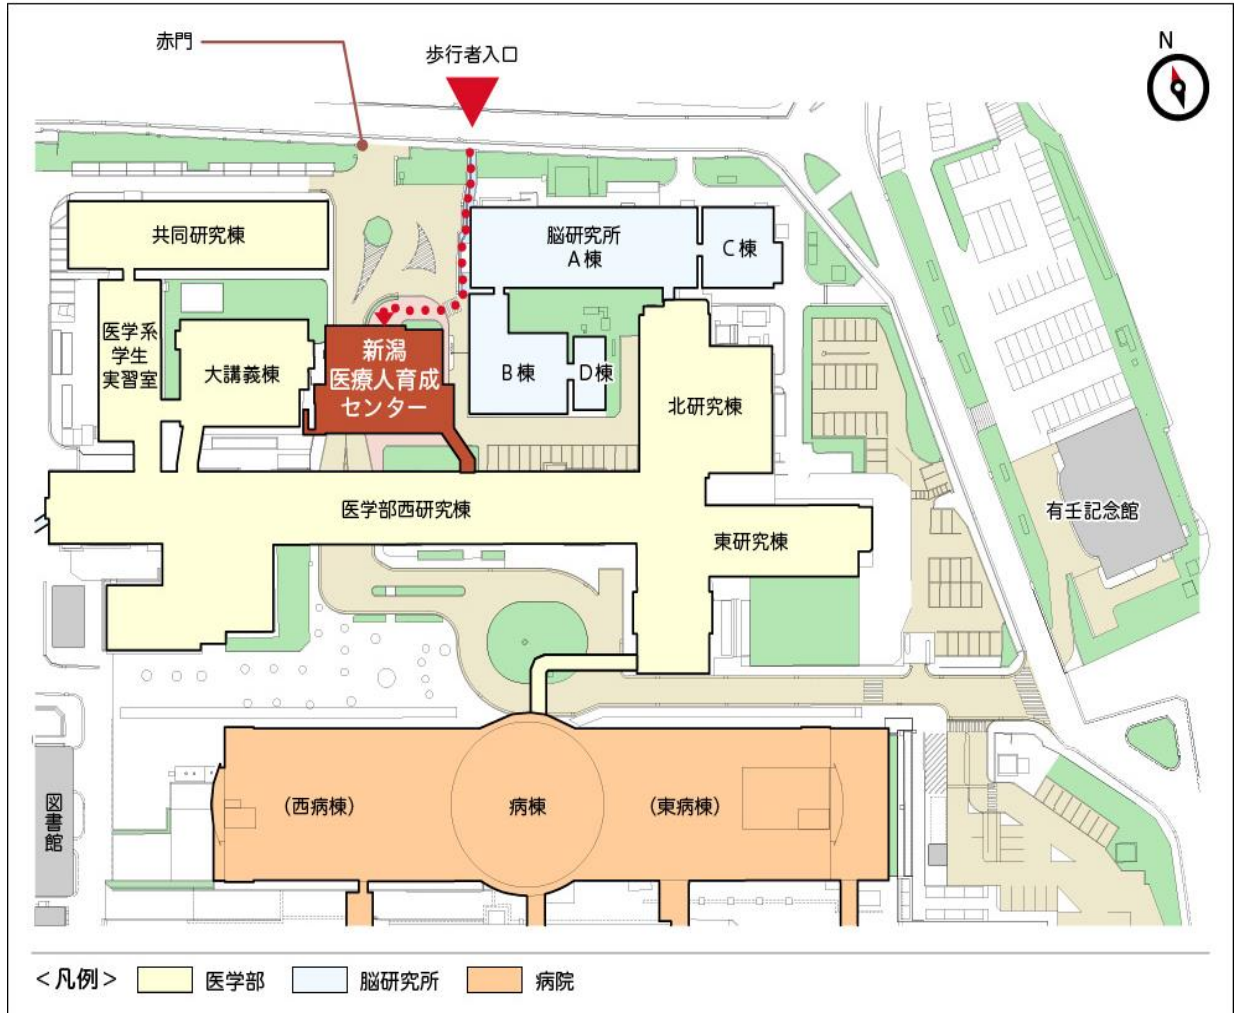 赤門
歩行者入口
N
共同研究棟
脳研究所
A棟
C棟
医学系
学生
実習室
大講義棟
新潟
医療人育成
センター
B棟
D棟
北研究棟
医学部西研究棟
東研究棟
有壬記念館
図書館
(西病棟)
病棟
(東病棟)
<凡例>
医学部
脳研究所
病院